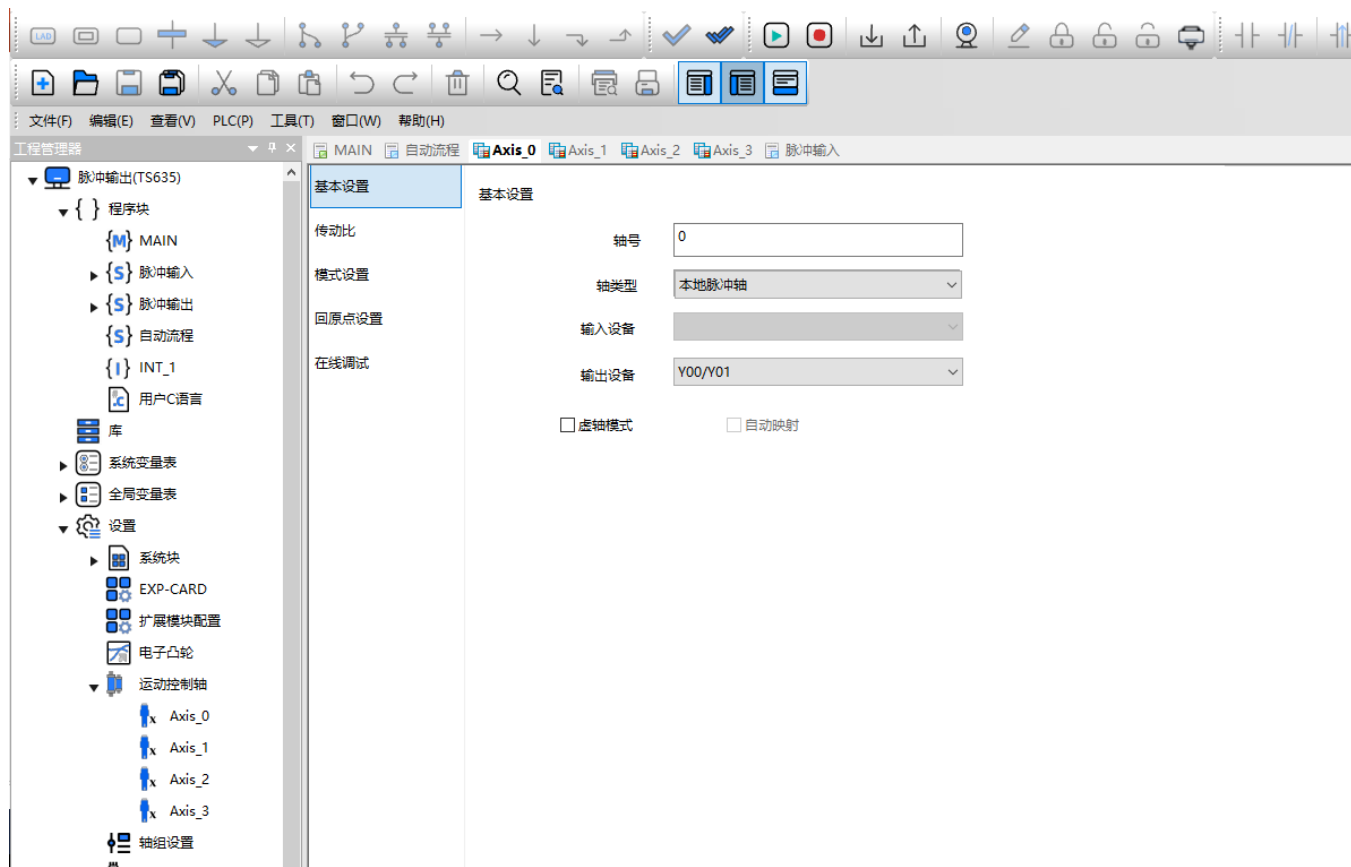 LAD
文件(F) 编辑(E) 查看(V) PLC(P) 工具(T) 窗口(W) 帮助(H)
工程管理器
MAIN 自动流程 Axis_0 Axis_1 Axis_2 Axis_3 脉冲输入
脉冲输出(TS635)
程序块
{M} MAIN
{S} 脉冲输入
{S} 脉冲输出
{S} 自动流程
{I} INT_1
.c 用户C语言
库
系统变量表
全局变量表
设置
系统块
EXP-CARD
扩展模块配置
电子凸轮
运动控制轴
x Axis_0
x Axis_1
x Axis_2
x Axis_3
轴组设置
基本设置
传动比
模式设置
回原点设置
在线调试
基本设置
轴号 0
轴类型 本地脉冲轴
输入设备
输出设备 Y00/Y01
虚轴模式 自动映射